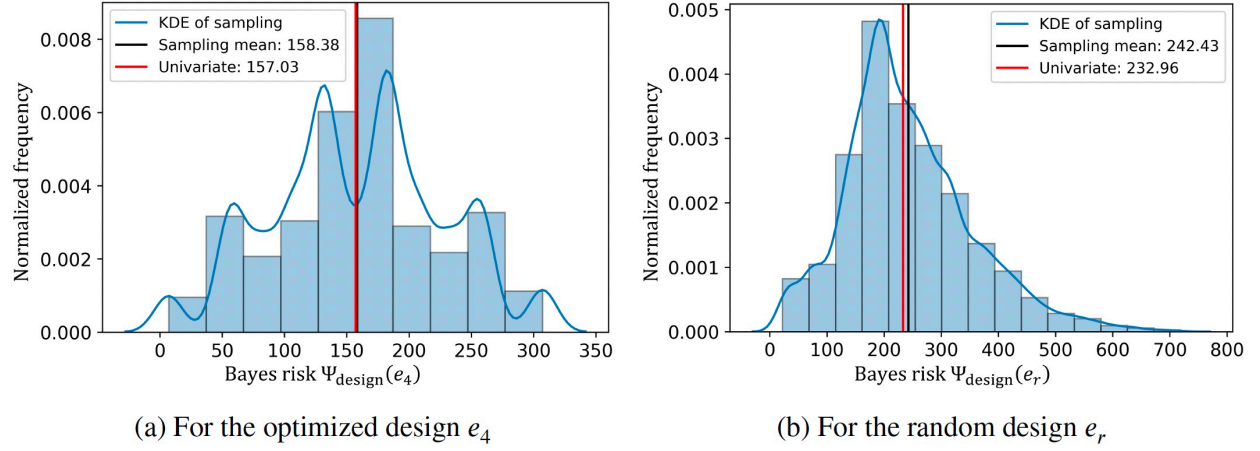 KDE of sampling
Sampling mean: 158.38
Univariate: 157.03
Normalized frequency
0.008
0.006
0.004
0.002
0.000
0 50 100 150 200 250 300 350
Bayes risk Ψdesign(e4)
(a) For the optimized design e4
KDE of sampling
Sampling mean: 242.43
Univariate: 232.96
Normalized frequency
0.005
0.004
0.003
0.002
0.001
0.000
0 100 200 300 400 500 600 700 800
Bayes risk Ψdesign(er)
(b) For the random design er